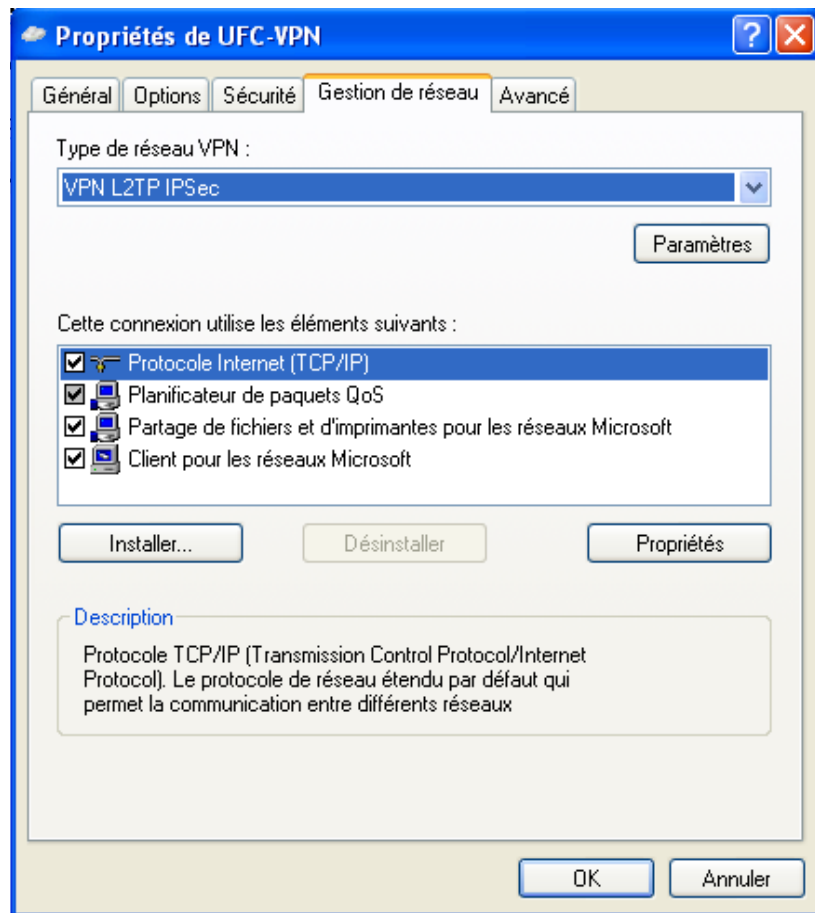 Propriétés de UFC-VPN
Général Options Sécurité Gestion de réseau Avancé
Type de réseau VPN :
VPN L2TP IPSec
Paramètres
Cette connexion utilise les éléments suivants :
Protocole Internet (TCP/IP)
Planificateur de paquets QoS
Partage de fichiers et d'imprimantes pour les réseaux Microsoft
Client pour les réseaux Microsoft
Installer... Désinstaller Propriétés
Description
Protocole TCP/IP (Transmission Control Protocol/Internet
Protocol). Le protocole de réseau étendu par défaut qui
permet la communication entre différents réseaux
OK Annuler